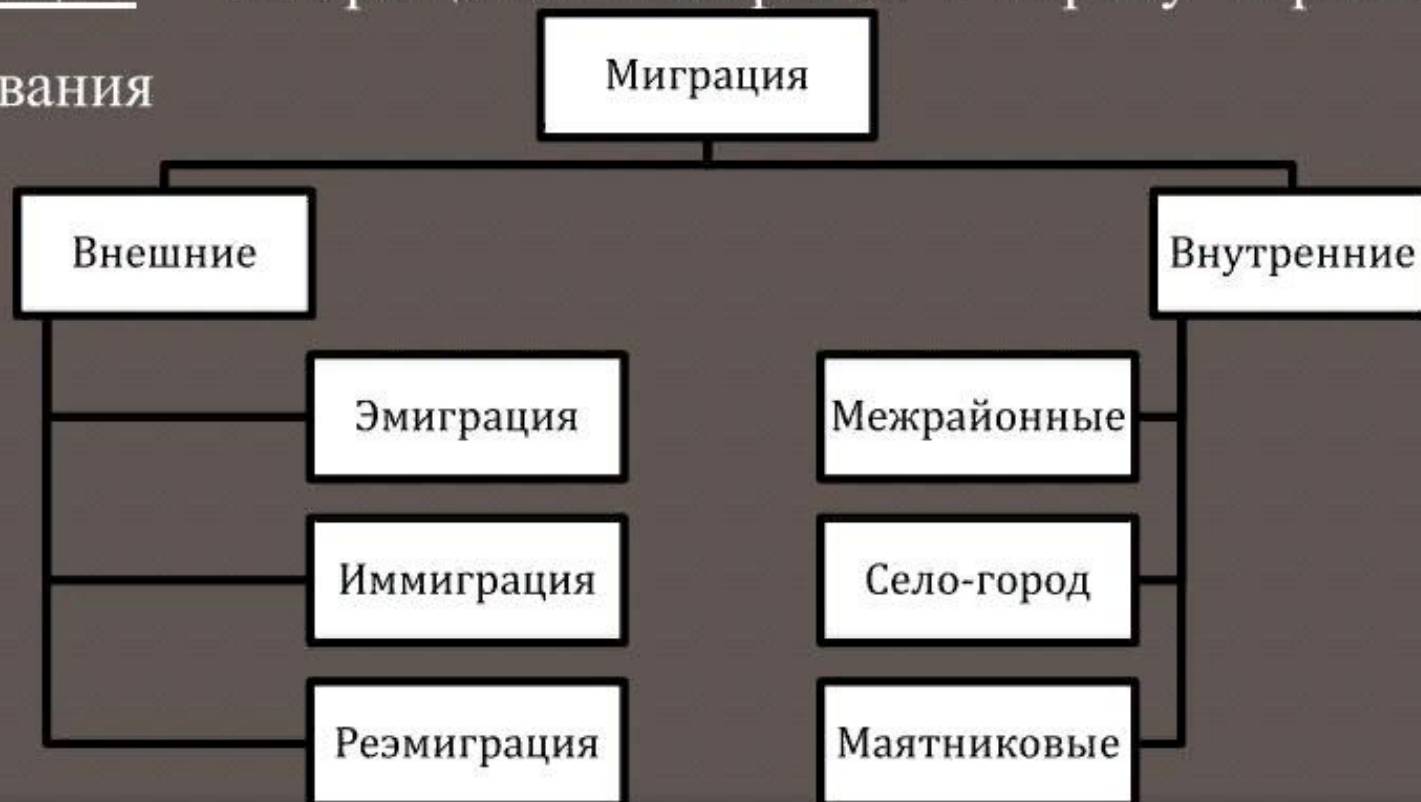 вания
Миграция
Внешние
Внутренние
Эмиграция
Межрайонные
Иммиграция
Село-город
Реэмиграция
Маятниковые